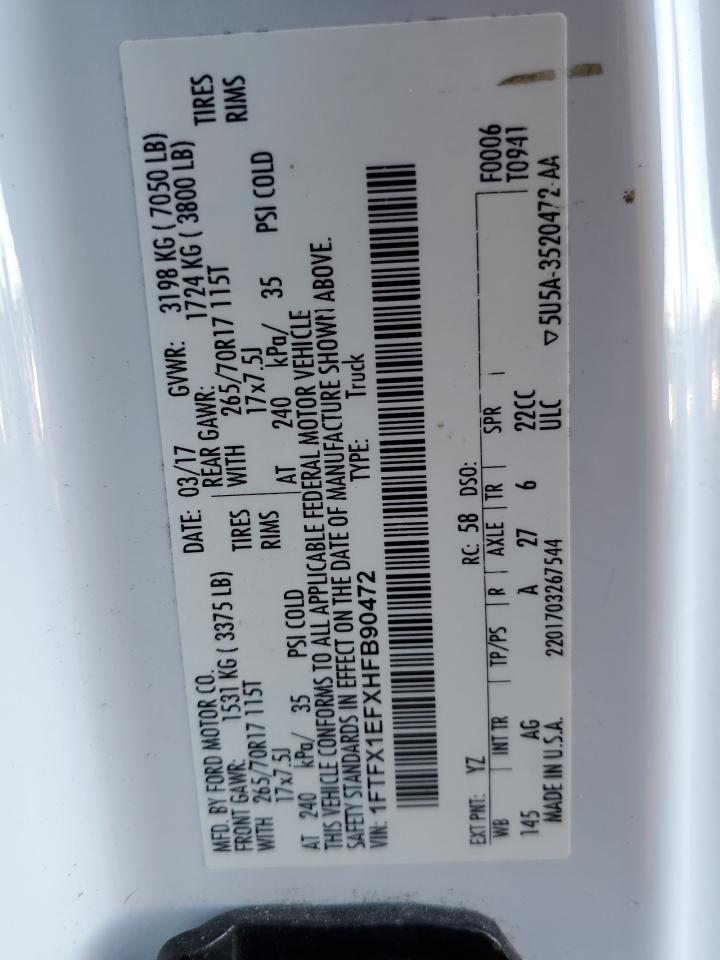 MFD. BY FORD MOTOR CO.
DATE: 03/17 GVWR: 3198 KG ( 7050 LB)
FRONT GAWR: 1531 KG ( 3375 LB) REAR GAWR: 1724 KG ( 3800 LB)
WITH 265/70R17 115T TIRES WITH 265/70R17 115T TIRES
17x7.5J RIMS 17x7.5J RIMS
AT 240 kPa/ 35 PSI COLD AT 240 kPa/ 35 PSI COLD
THIS VEHICLE CONFORMS TO ALL APPLICABLE FEDERAL MOTOR VEHICLE
SAFETY STANDARDS IN EFFECT ON THE DATE OF MANUFACTURE SHOWN ABOVE.
VIN: 1FTFX1EFXHFB90472 TYPE: Truck
EXT PNT: YZ RC: 58 DSO:
WB INT TR TP/PS R AXLE TR SPR F0006
145 AG A 27 6 22CC T0941
ULC
MADE IN U.S.A. 2201703267544 ▽ 5U5A-3520472-AA